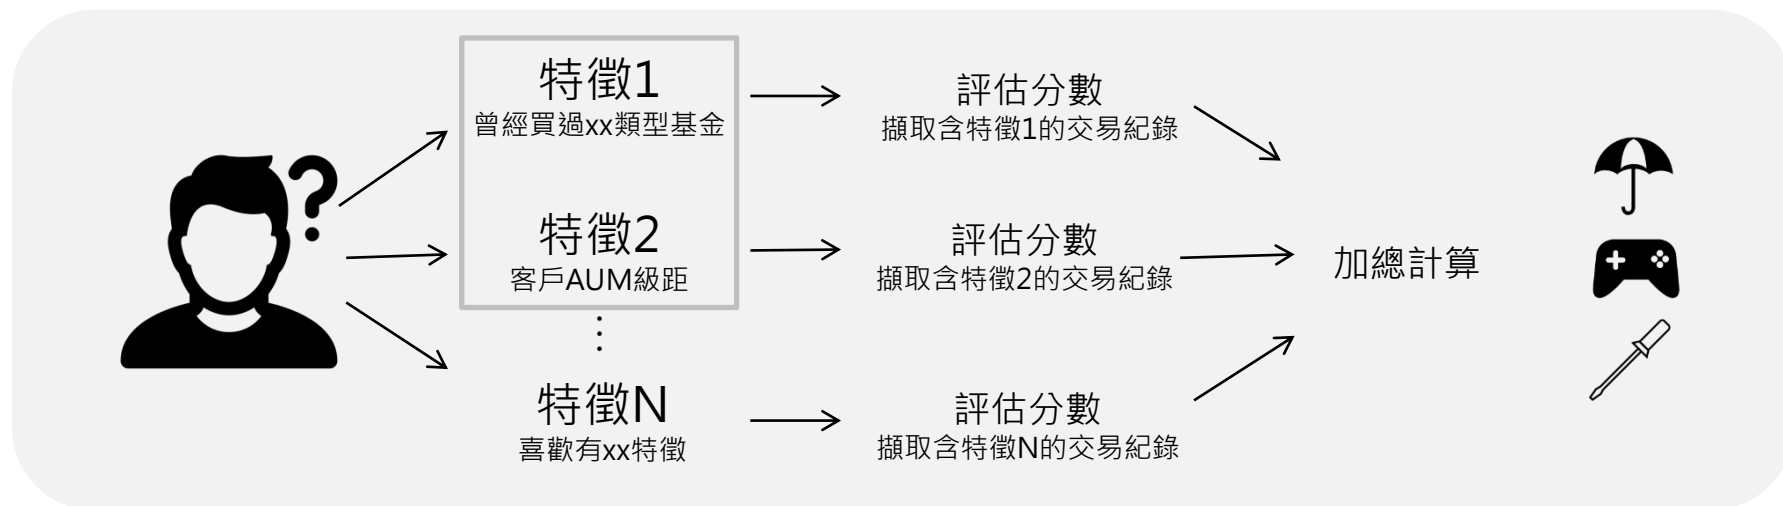 特徵1
曾經買過xx類型基金
評估分數
擷取含特徵1的交易紀錄
特徵2
客戶AUM級距
評估分數
擷取含特徵2的交易紀錄
加總計算
⋮
特徵N
喜歡有xx特徵
評估分數
擷取含特徵N的交易紀錄